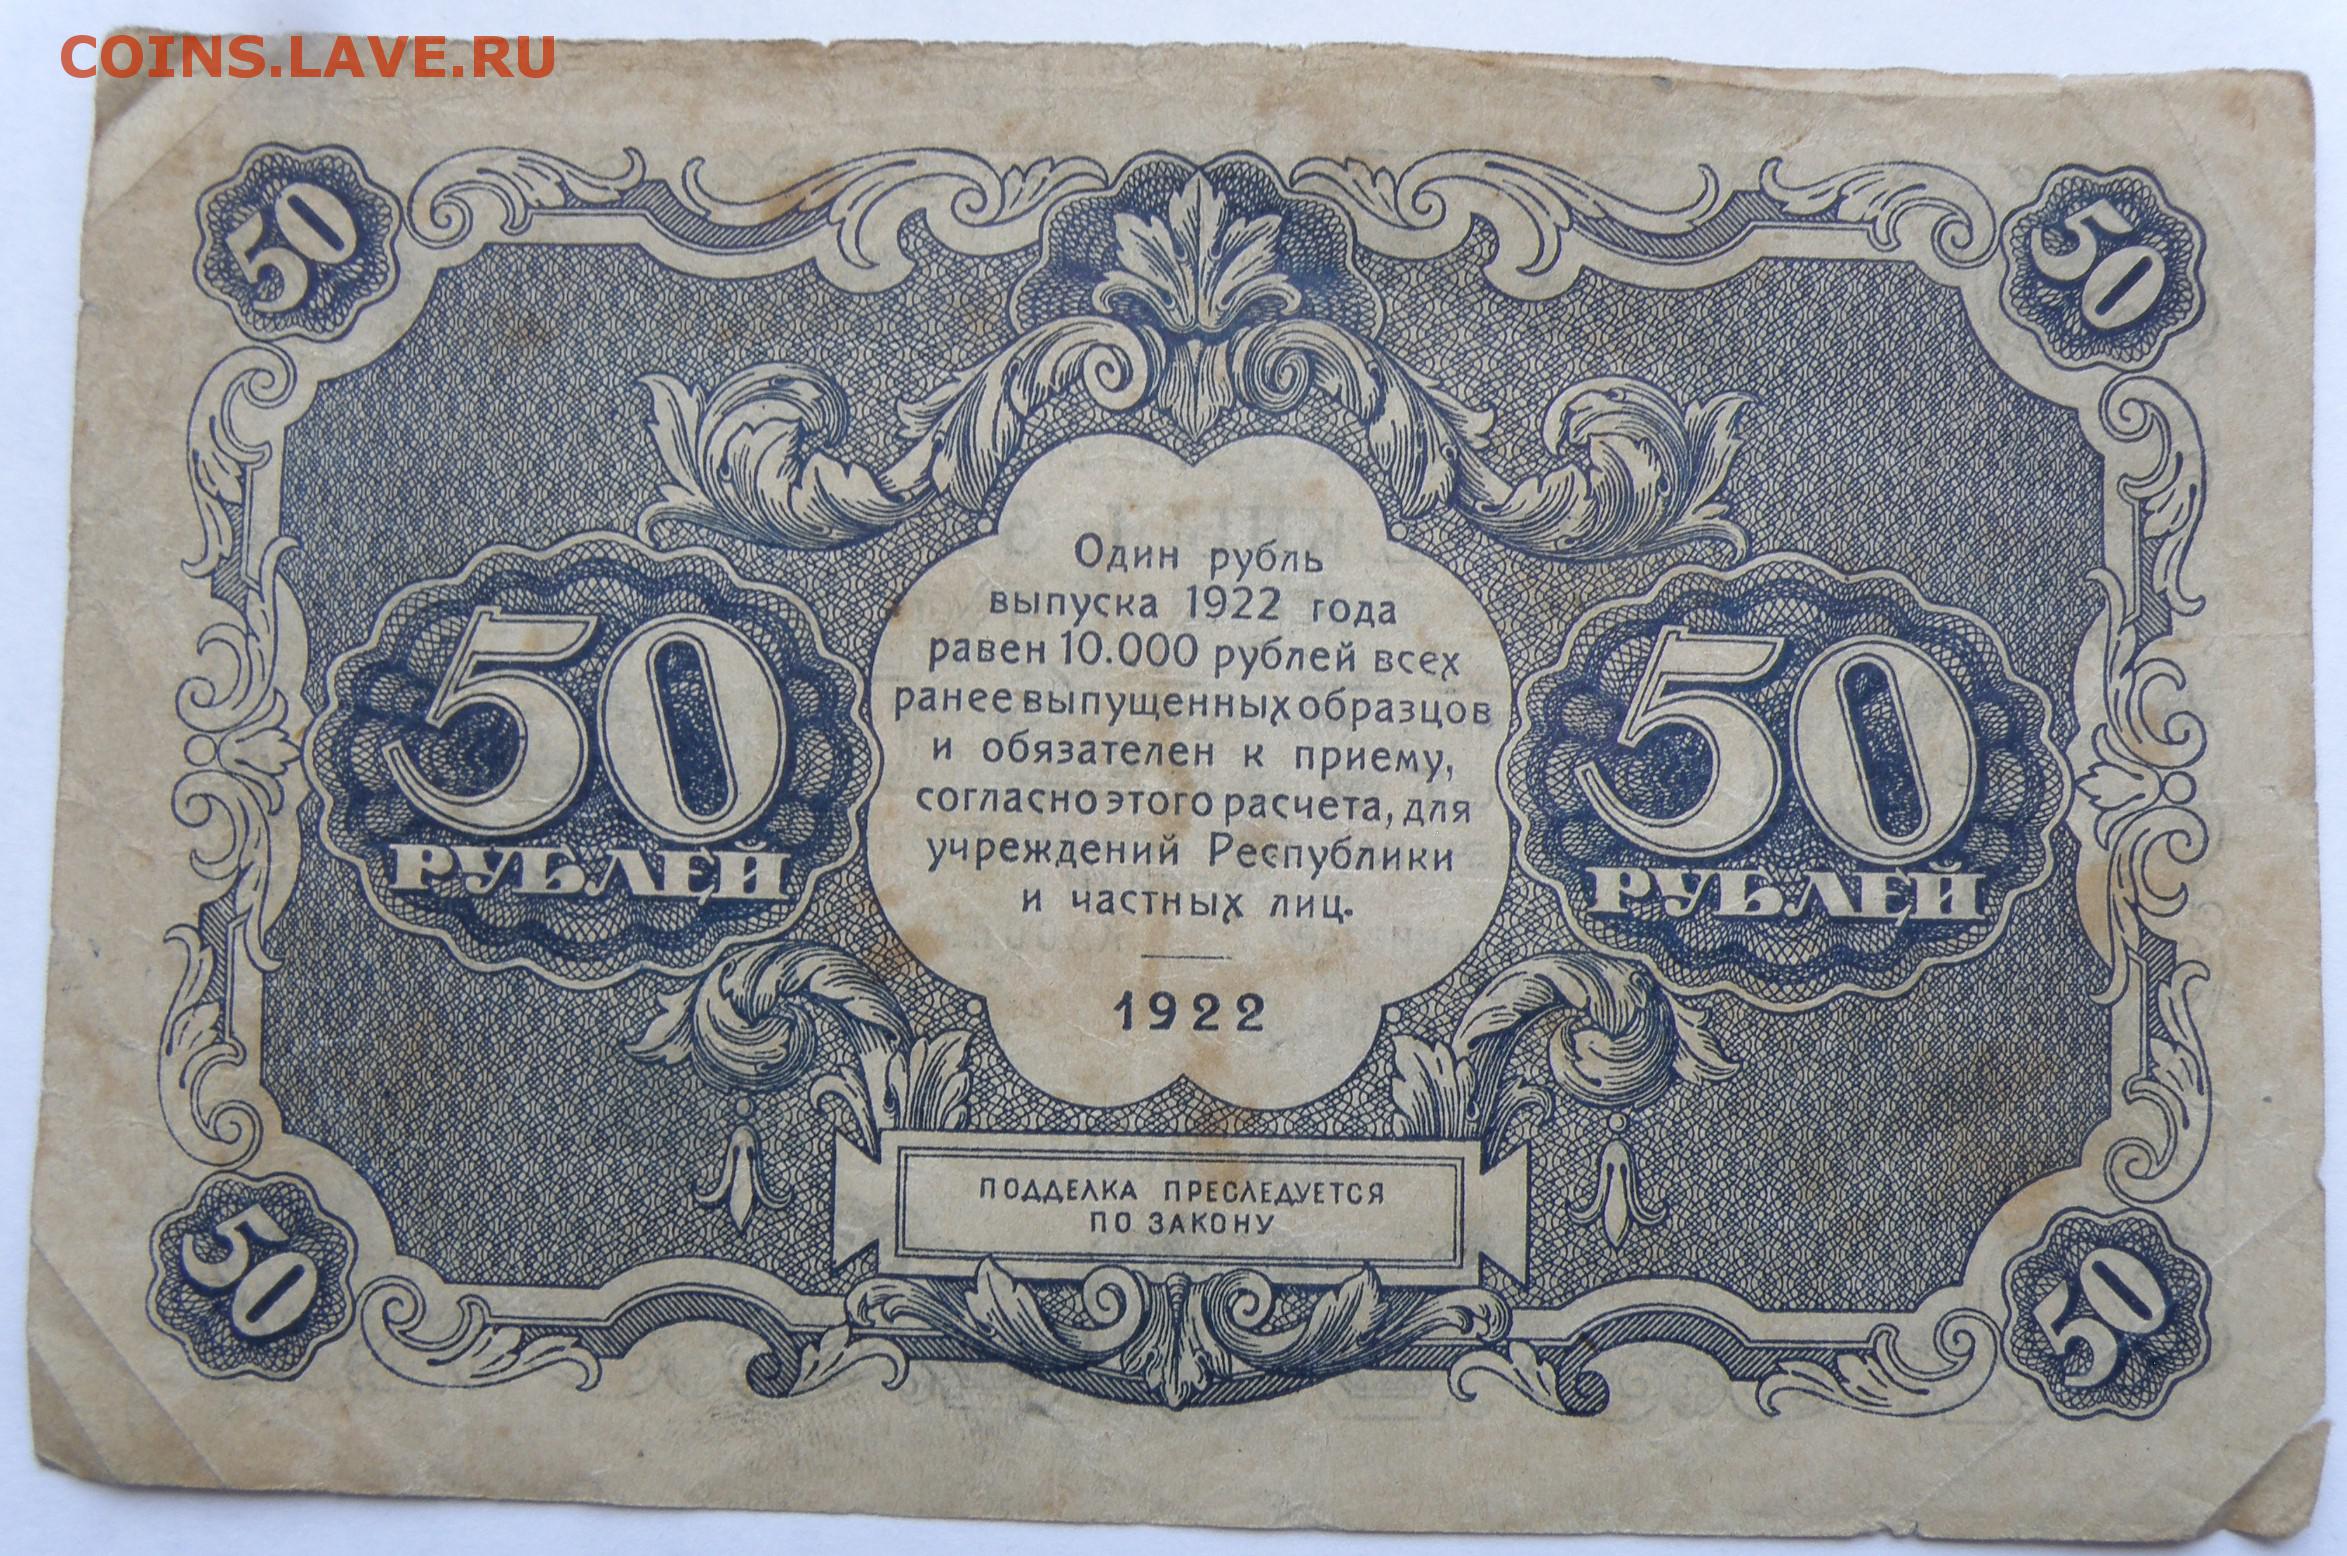 COINS.LAVE.RU
50
50
Один рубль
выпуска 1922 года
равен 10.000 рублей всех
ранее выпущенных образцов
и обязателен к приему,
согласно этого расчета, для
учреждений Республики
и частных лиц.
1922
50
РУБЛЕЙ
50
РУБЛЕЙ
ПОДДЕЛКА ПРЕСЛЕДУЕТСЯ
ПО ЗАКОНУ
50
50